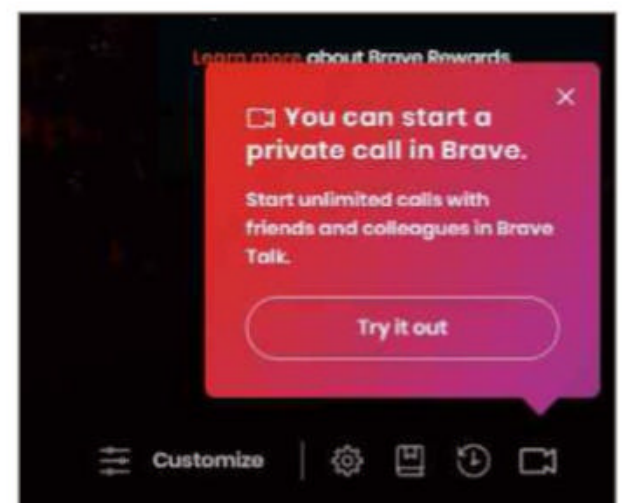 Learn more about Brave Rewards
You can start a
private call in Brave.
Start unlimited calls with
friends and colleagues in Brave
Talk.
Try it out
Customize